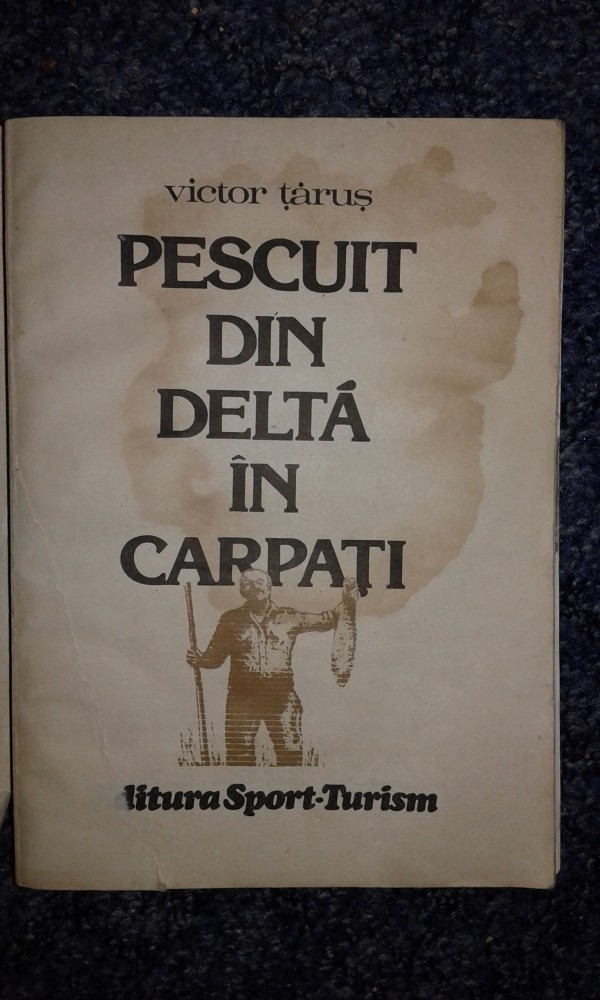 victor țăruș
PESCUIT
DIN
DELTĂ
ÎN
CARPAȚI
litura Sport-Turism